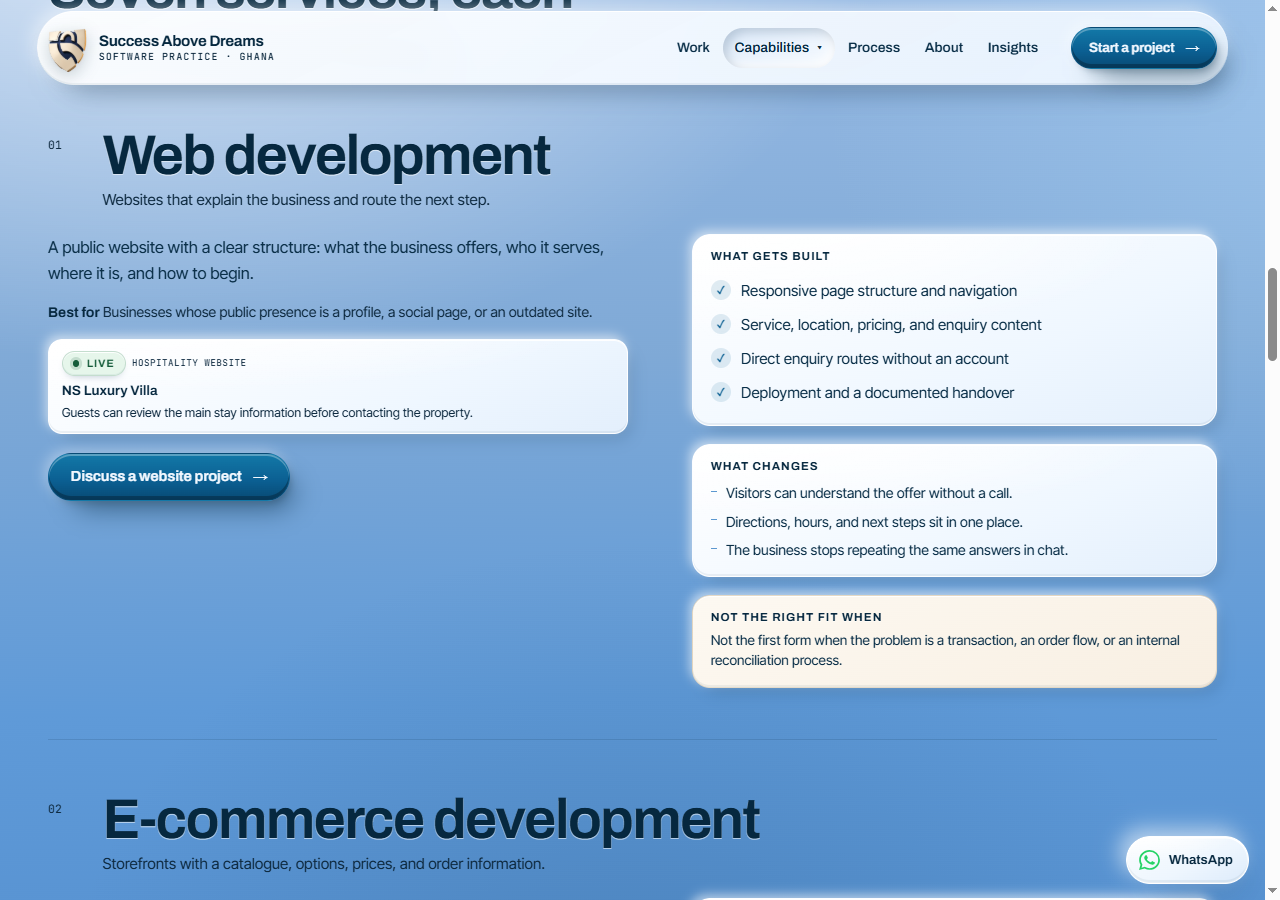 Seven services, each
Success Above Dreams
SOFTWARE PRACTICE · GHANA
Work
Capabilities
Process
About
Insights
Start a project →
01
Web development
Websites that explain the business and route the next step.
A public website with a clear structure: what the business offers, who it serves,
where it is, and how to begin.
Best for Businesses whose public presence is a profile, a social page, or an outdated site.
LIVE
HOSPITALITY WEBSITE
NS Luxury Villa
Guests can review the main stay information before contacting the property.
Discuss a website project →
WHAT GETS BUILT
✓ Responsive page structure and navigation
✓ Service, location, pricing, and enquiry content
✓ Direct enquiry routes without an account
✓ Deployment and a documented handover
WHAT CHANGES
– Visitors can understand the offer without a call.
– Directions, hours, and next steps sit in one place.
– The business stops repeating the same answers in chat.
NOT THE RIGHT FIT WHEN
Not the first form when the problem is a transaction, an order flow, or an internal
reconciliation process.
02
E-commerce development
Storefronts with a catalogue, options, prices, and order information.
WhatsApp